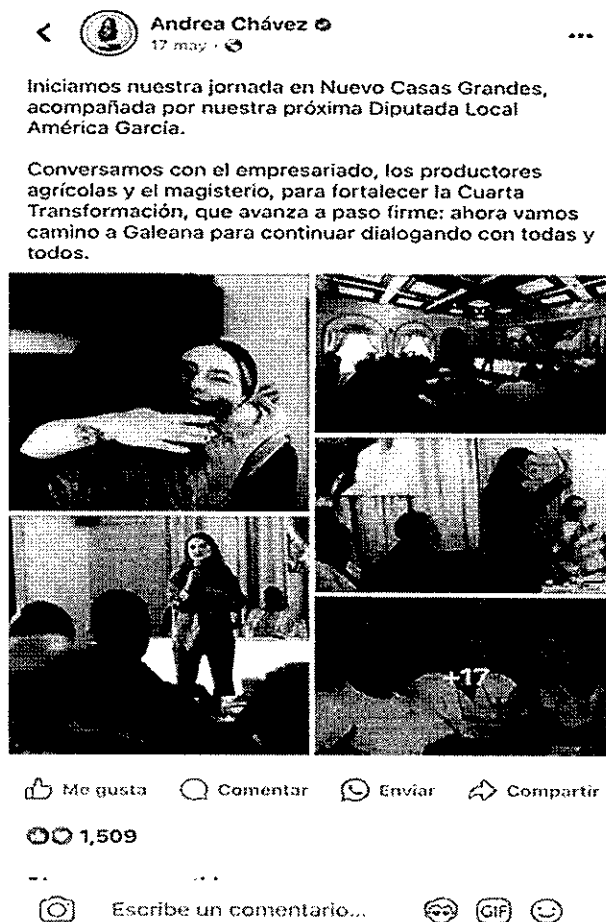 Andrea Chávez
17 may ·
Iniciamos nuestra jornada en Nuevo Casas Grandes,
acompañada por nuestra próxima Diputada Local
América García.
Conversamos con el empresariado, los productores
agrícolas y el magisterio, para fortalecer la Cuarta
Transformación, que avanza a paso firme: ahora vamos
camino a Galeana para continuar dialogando con todas y
todos.
+17
Me gusta Comentar Enviar Compartir
1,509
Escribe un comentario... GIF